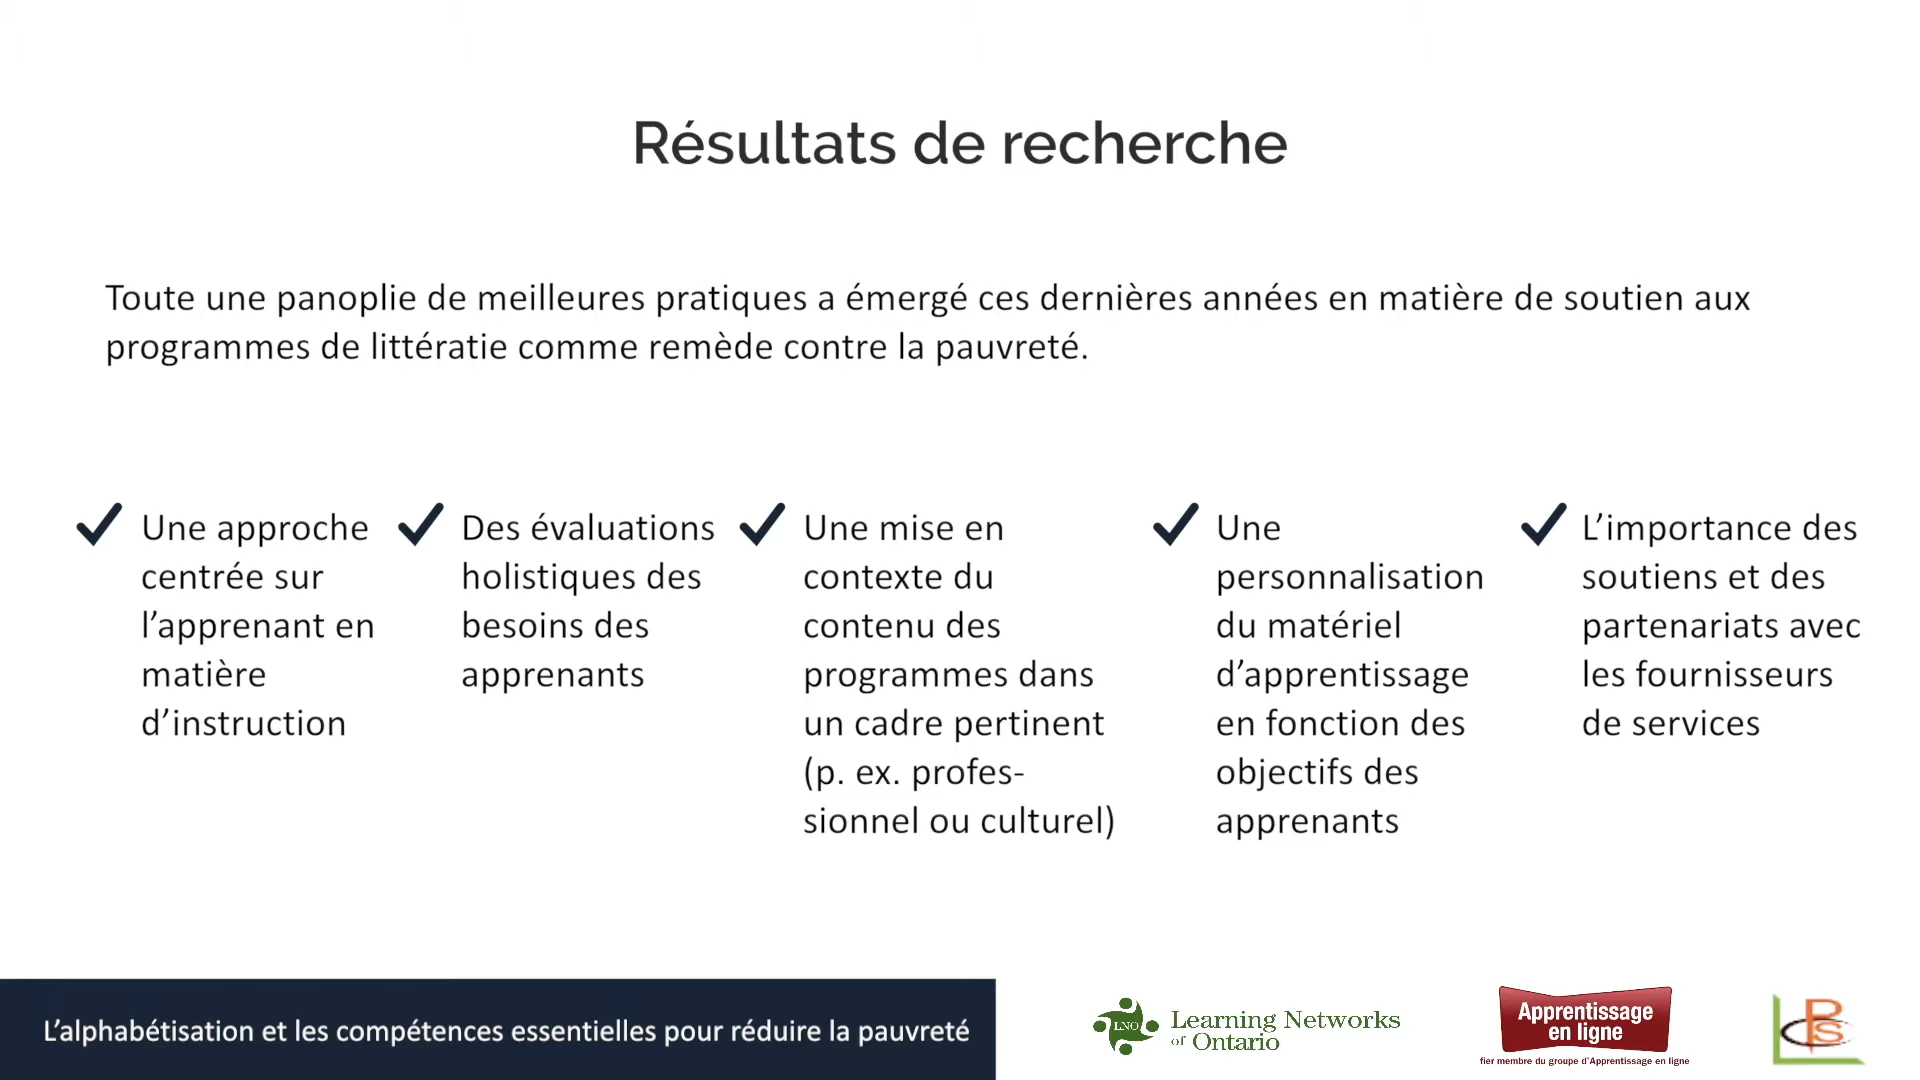 Résultats de recherche
Toute une panoplie de meilleures pratiques a émergé ces dernières années en matière de soutien aux
programmes de littératie comme remède contre la pauvreté.
Une approche
centrée sur
l’apprenant en
matière
d’instruction
Des évaluations
holistiques des
besoins des
apprenants
Une mise en
contexte du
contenu des
programmes dans
un cadre pertinent
(p. ex. profes-
sionnel ou culturel)
Une
personnalisation
du matériel
d’apprentissage
en fonction des
objectifs des
apprenants
L’importance des
soutiens et des
partenariats avec
les fournisseurs
de services
L’alphabétisation et les compétences essentielles pour réduire la pauvreté
LNO
Learning Networks
of Ontario
Apprentissage
en ligne
fier membre du groupe d’Apprentissage en ligne